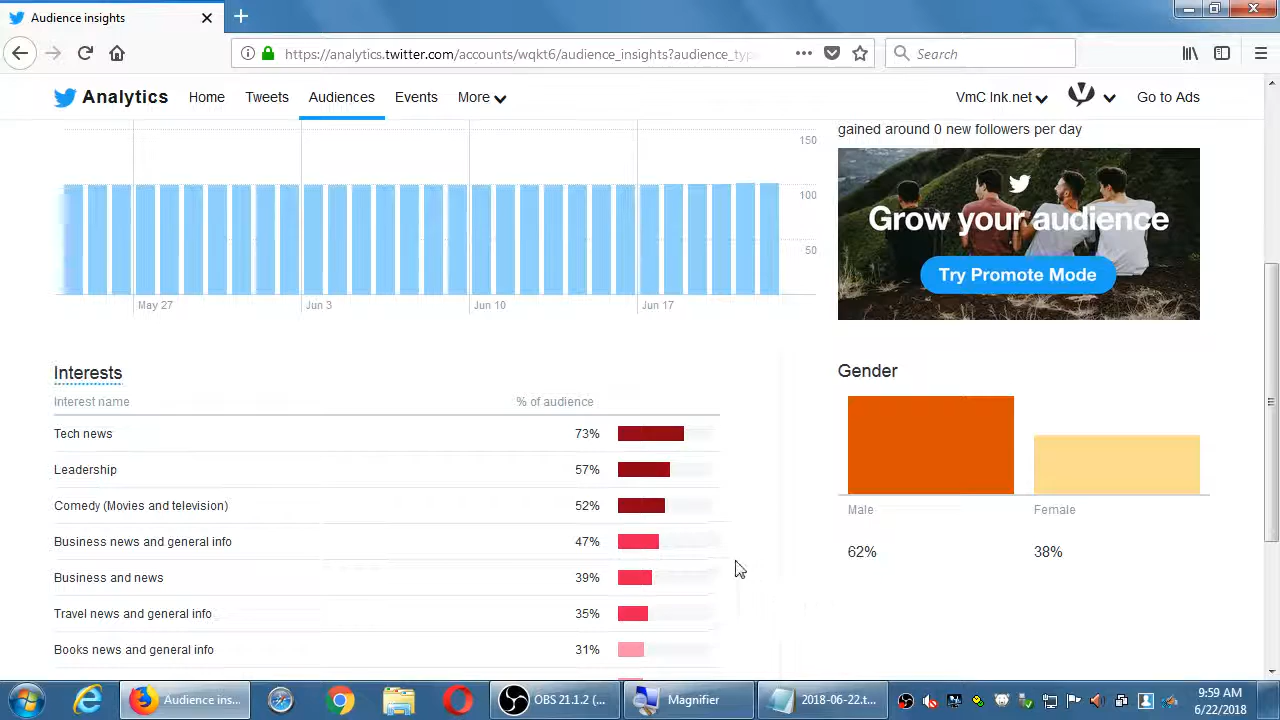 Audience insights
https://analytics.twitter.com/accounts/wqkt6/audience_insights?audience_typ
Search
Analytics
Home
Tweets
Audiences
Events
More
VmC Ink.net
Go to Ads
150
100
50
May 27
Jun 3
Jun 10
Jun 17
gained around 0 new followers per day
Grow your audience
Try Promote Mode
Interests
Interest name % of audience
Tech news 73%
Leadership 57%
Comedy (Movies and television) 52%
Business news and general info 47%
Business and news 39%
Travel news and general info 35%
Books news and general info 31%
Gender
Male Female
62% 38%
Audience ins...
OBS 21.1.2 (...
Magnifier
2018-06-22.t...
9:59 AM
6/22/2018